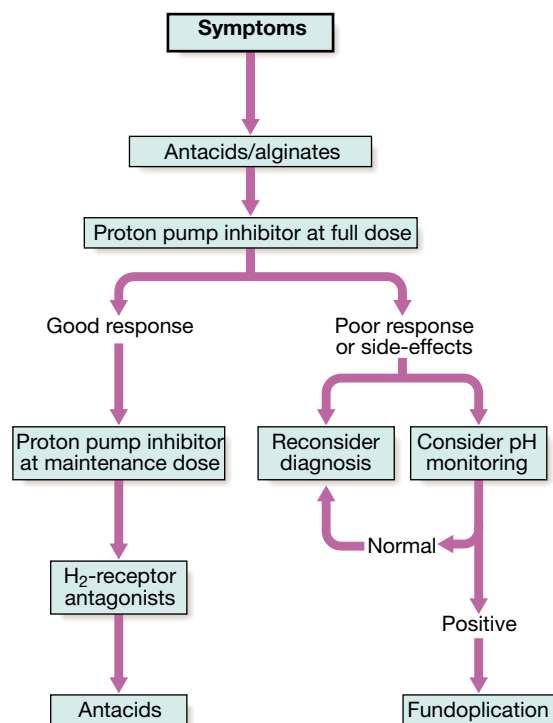 Symptoms
Antacids/alginates
Proton pump inhibitor at full dose
Good response
Poor response
or side-effects
Proton pump inhibitor
at maintenance dose
Reconsider
diagnosis
Consider pH
monitoring
Normal
H₂-receptor
antagonists
Positive
Antacids
Fundoplication